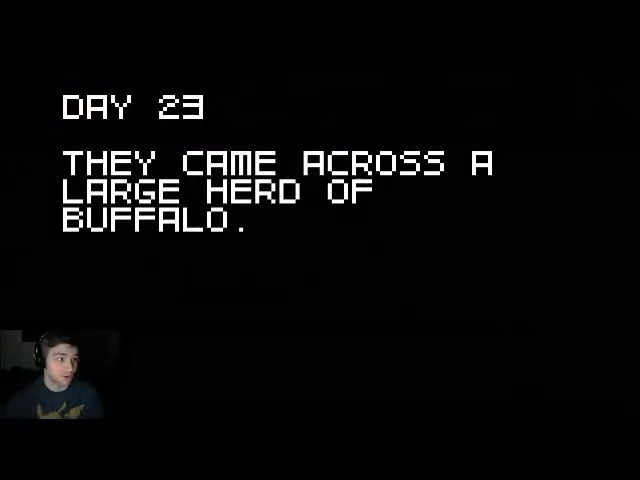 DAY 23
THEY CAME ACROSS A
LARGE HERD OF
BUFFALO.